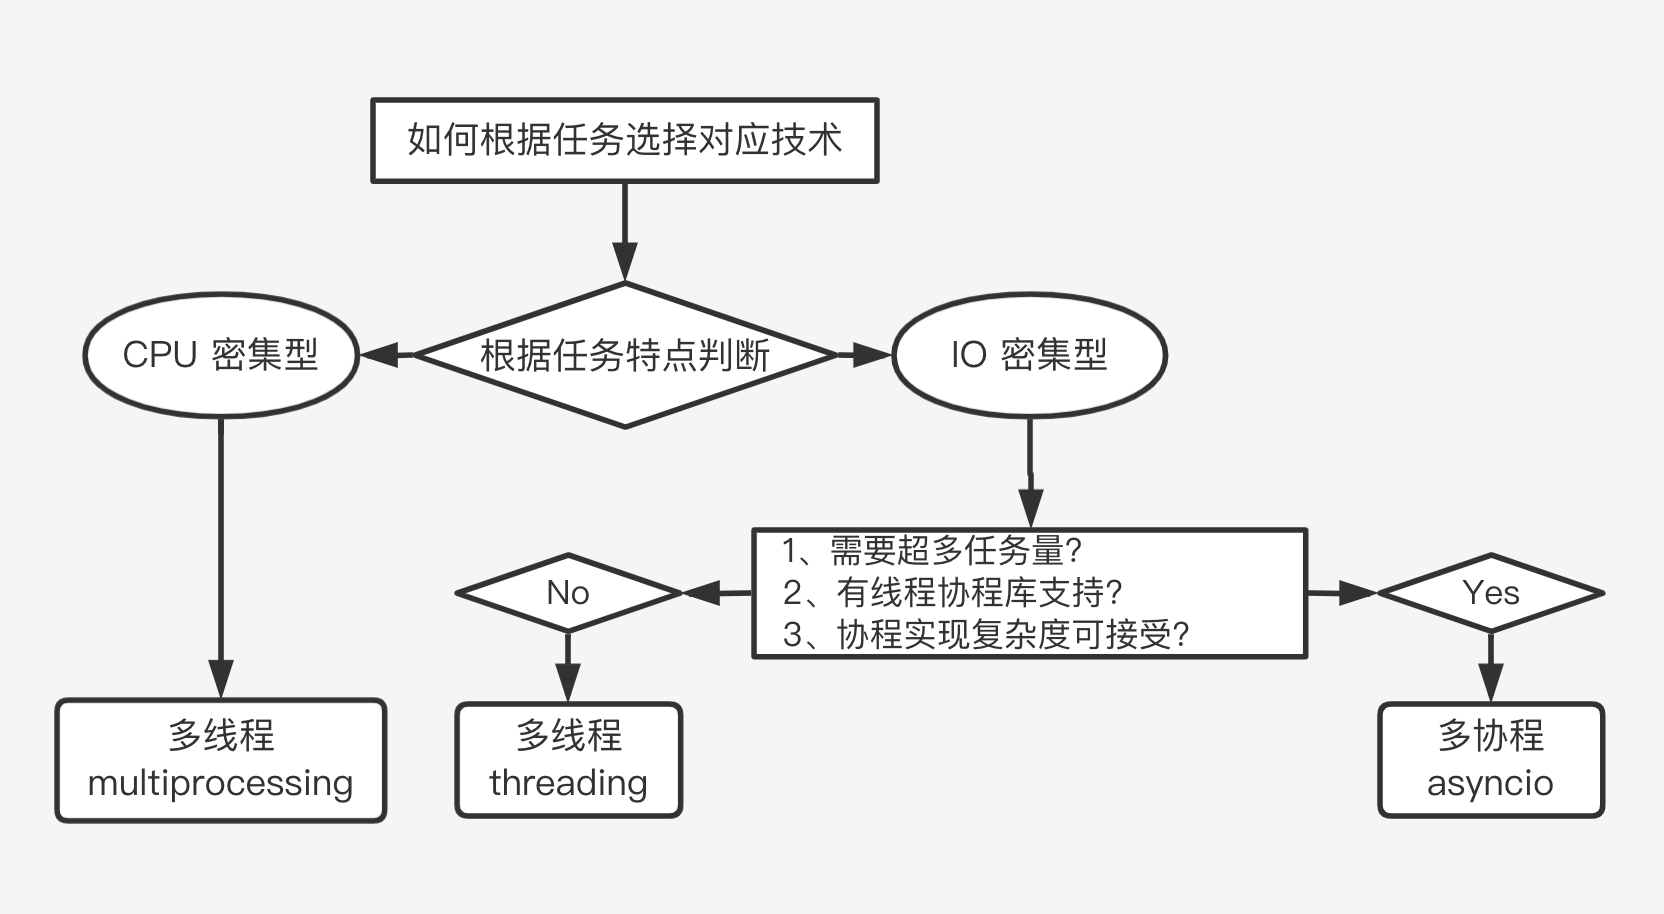 如何根据任务选择对应技术
CPU 密集型
根据任务特点判断
IO 密集型
1、需要超多任务量?
2、有线程协程库支持?
3、协程实现复杂度可接受?
No
Yes
多线程
multiprocessing
多线程
threading
多协程
asyncio